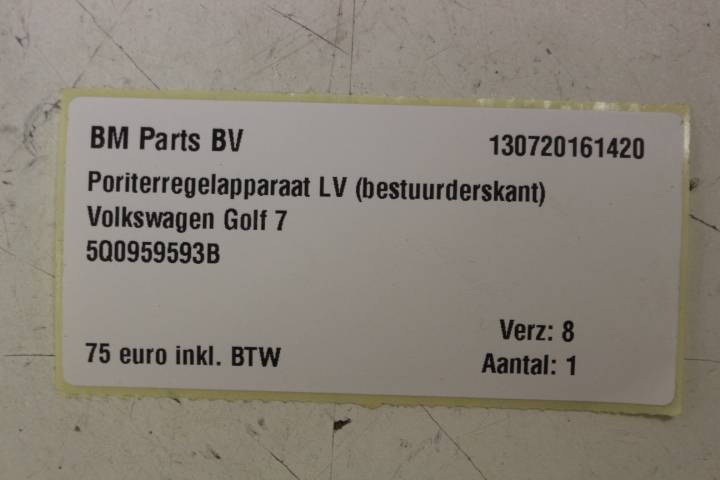 BM Parts BV 130720161420
Poriterregelapparaat LV (bestuurderskant)
Volkswagen Golf 7
5Q0959593B
Verz: 8
75 euro inkl. BTW Aantal: 1